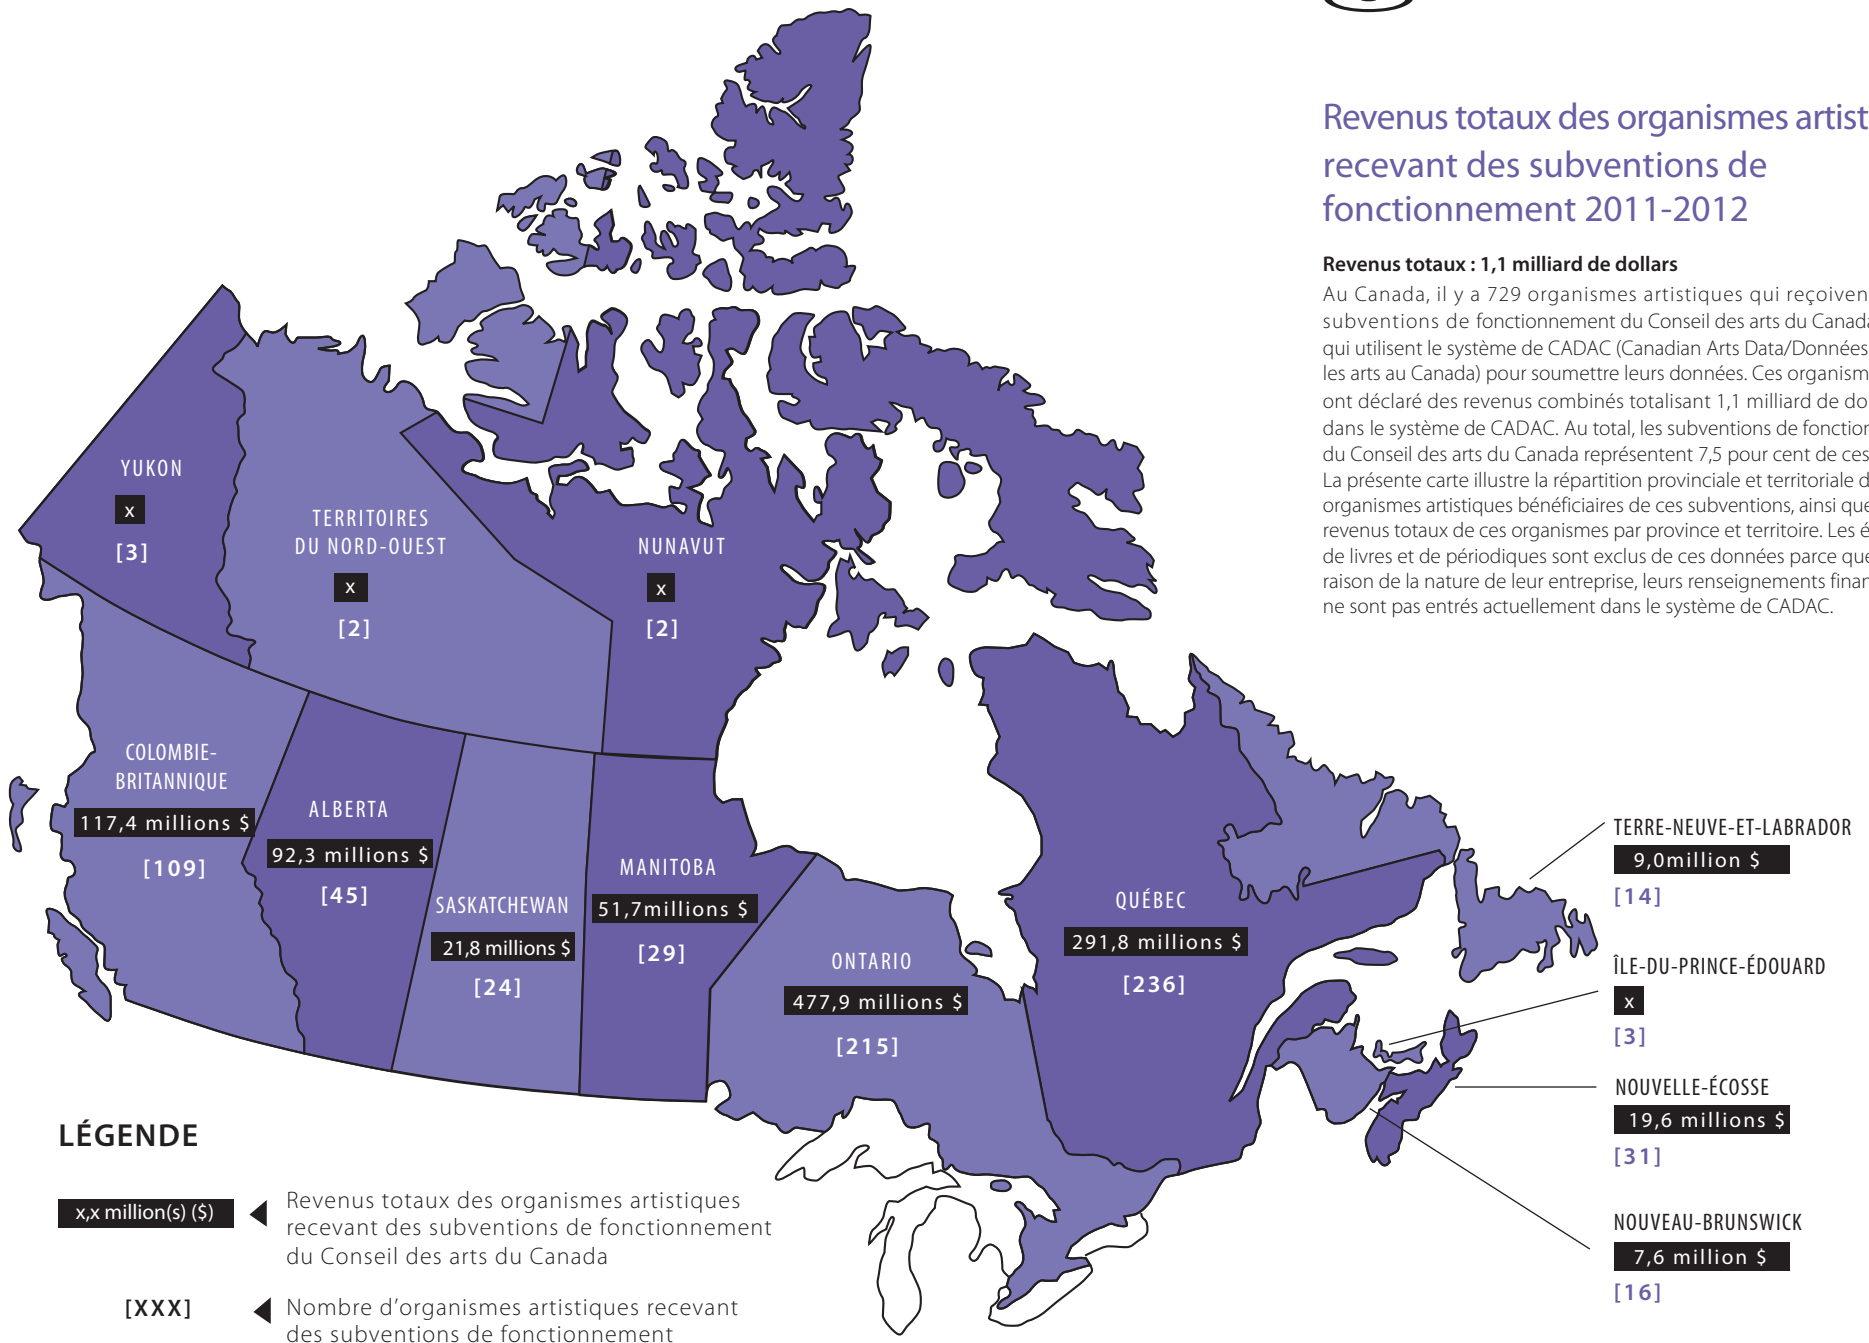 Revenus totaux des organismes artist
recevant des subventions de
fonctionnement 2011-2012
Revenus totaux : 1,1 milliard de dollars
Au Canada, il y a 729 organismes artistiques qui reçoiven
subventions de fonctionnement du Conseil des arts du Canada
qui utilisent le système de CADAC (Canadian Arts Data/Données
les arts au Canada) pour soumettre leurs données. Ces organism
ont déclaré des revenus combinés totalisant 1,1 milliard de do
dans le système de CADAC. Au total, les subventions de fonction
du Conseil des arts du Canada représentent 7,5 pour cent de ces
La présente carte illustre la répartition provinciale et territoriale d
organismes artistiques bénéficiaires de ces subventions, ainsi que
revenus totaux de ces organismes par province et territoire. Les é
de livres et de périodiques sont exclus de ces données parce que
raison de la nature de leur entreprise, leurs renseignements finan
ne sont pas entrés actuellement dans le système de CADAC.
YUKON
x
[3]
TERRITOIRES
DU NORD-OUEST
x
[2]
NUNAVUT
x
[2]
COLOMBIE-
BRITANNIQUE
117,4 millions $
[109]
ALBERTA
92,3 millions $
[45]
SASKATCHEWAN
21,8 millions $
[24]
MANITOBA
51,7millions $
[29]
ONTARIO
477,9 millions $
[215]
QUÉBEC
291,8 millions $
[236]
TERRE-NEUVE-ET-LABRADOR
9,0million $
[14]
ÎLE-DU-PRINCE-ÉDOUARD
x
[3]
NOUVELLE-ÉCOSSE
19,6 millions $
[31]
NOUVEAU-BRUNSWICK
7,6 million $
[16]
LÉGENDE
x,x million(s) ($)
Revenus totaux des organismes artistiques
recevant des subventions de fonctionnement
du Conseil des arts du Canada
[XXX]
Nombre d'organismes artistiques recevant
des subventions de fonctionnement